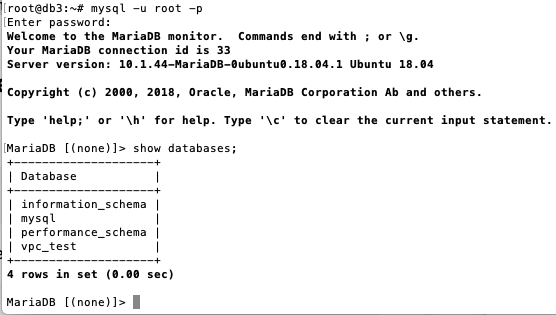 [root@db3:~# mysql -u root -p
[Enter password:
Welcome to the MariaDB monitor.  Commands end with ; or \g.
Your MariaDB connection id is 33
Server version: 10.1.44-MariaDB-0ubuntu0.18.04.1 Ubuntu 18.04

Copyright (c) 2000, 2018, Oracle, MariaDB Corporation Ab and others.

Type 'help;' or '\h' for help. Type '\c' to clear the current input statement.

[MariaDB [(none)]> show databases;
+--------------------+
| Database           |
+--------------------+
| information_schema |
| mysql              |
| performance_schema |
| vpc_test           |
+--------------------+
4 rows in set (0.00 sec)

MariaDB [(none)]>